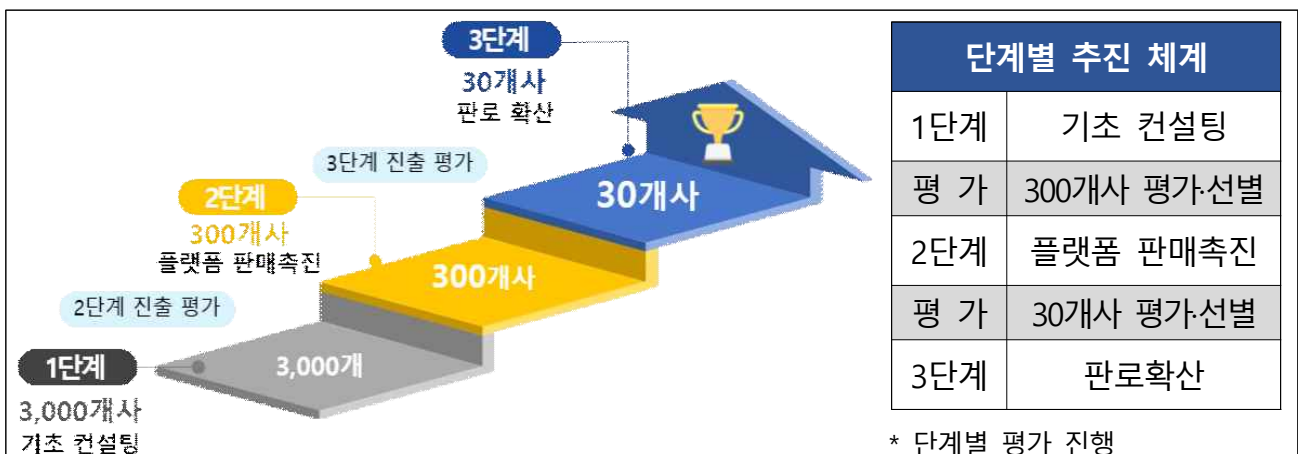 3단계
30개사
판로 확산
3단계 진출 평가
30개사
2단계
300개사
플랫폼 판매촉진
300개사
2단계 진출 평가
1단계
3,000개
3,000개사
기초 컨설팅
단계별 추진 체계
1단계 기초 컨설팅
평 가 300개사 평가·선별
2단계 플랫폼 판매촉진
평 가 30개사 평가·선별
3단계 판로확산
* 단계별 평가 진행